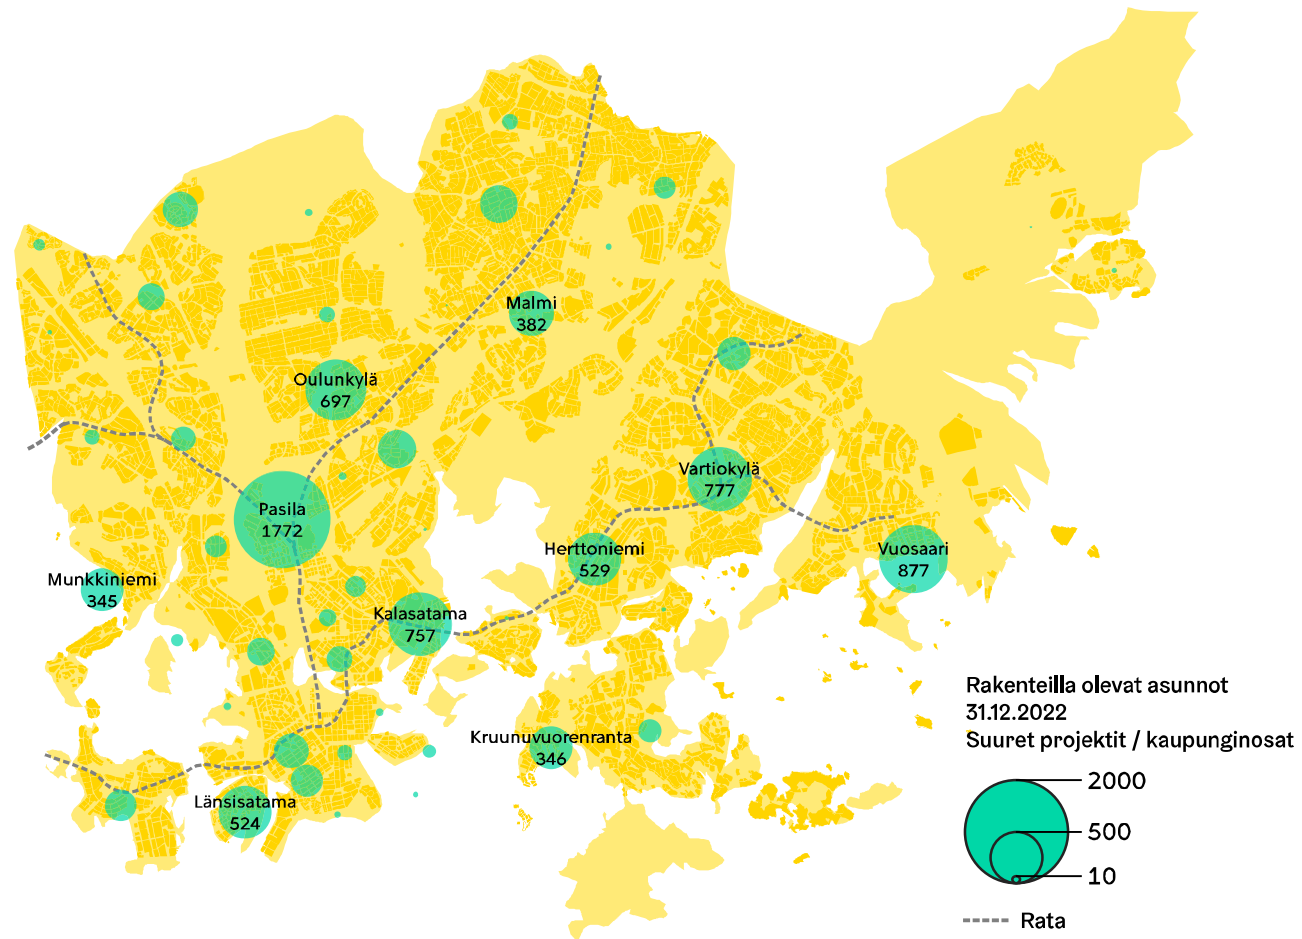 Malmi
382
Oulunkylä
697
Vartiokylä
777
Pasila
1772
Herttoniemi
529
Vuosaari
877
Munkkiniemi
345
Kalasatama
757
Kruunuvuorenranta
346
Länsisatama
524
Rakenteilla olevat asunnot
31.12.2022
Suuret projektit / kaupunginosat
2000
500
10
Rata